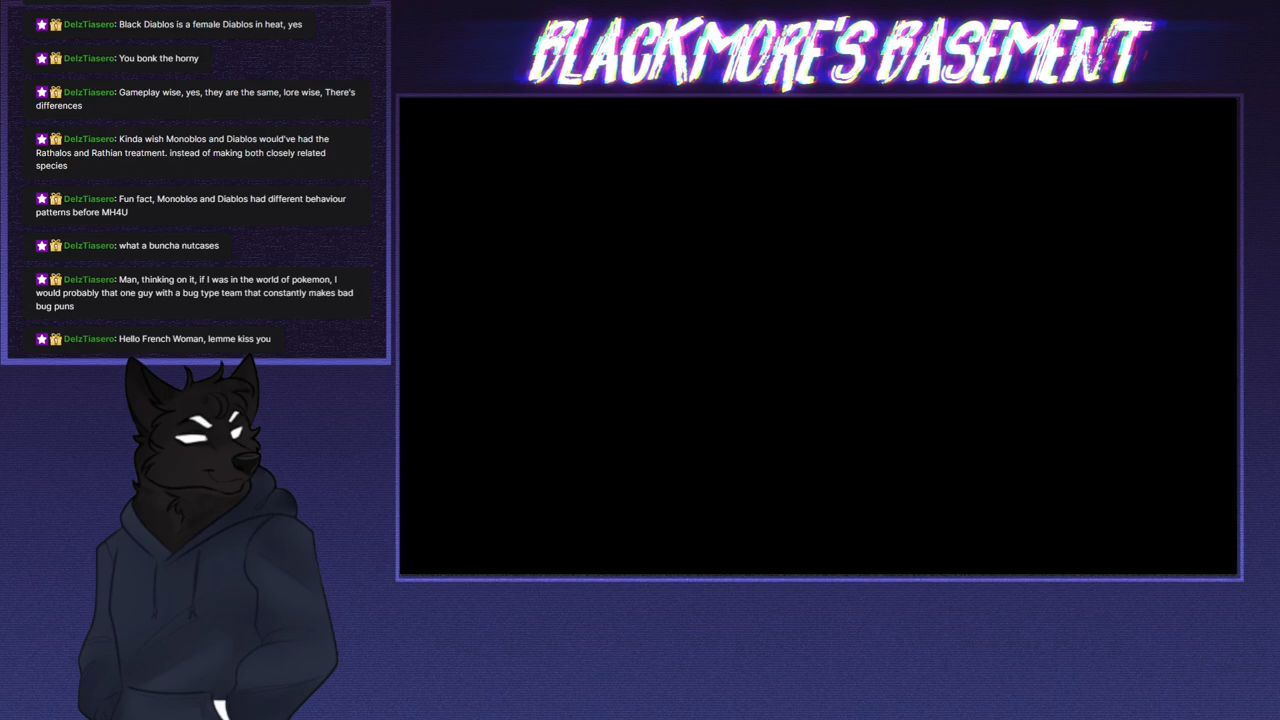 BLACKMORE'S BASEMENT
DelzTiasero: Black Diablos is a female Diablos in heat, yes
DelzTiasero: You bonk the horny
DelzTiasero: Gameplay wise, yes, they are the same, lore wise, There's
differences
DelzTiasero: Kinda wish Monoblos and Diablos would've had the
Rathalos and Rathian treatment. instead of making both closely related
species
DelzTiasero: Fun fact, Monoblos and Diablos had different behaviour
patterns before MH4U
DelzTiasero: what a buncha nutcases
DelzTiasero: Man, thinking on it, if I was in the world of pokemon, I
would probably that one guy with a bug type team that constantly makes bad
bug puns
DelzTiasero: Hello French Woman, lemme kiss you